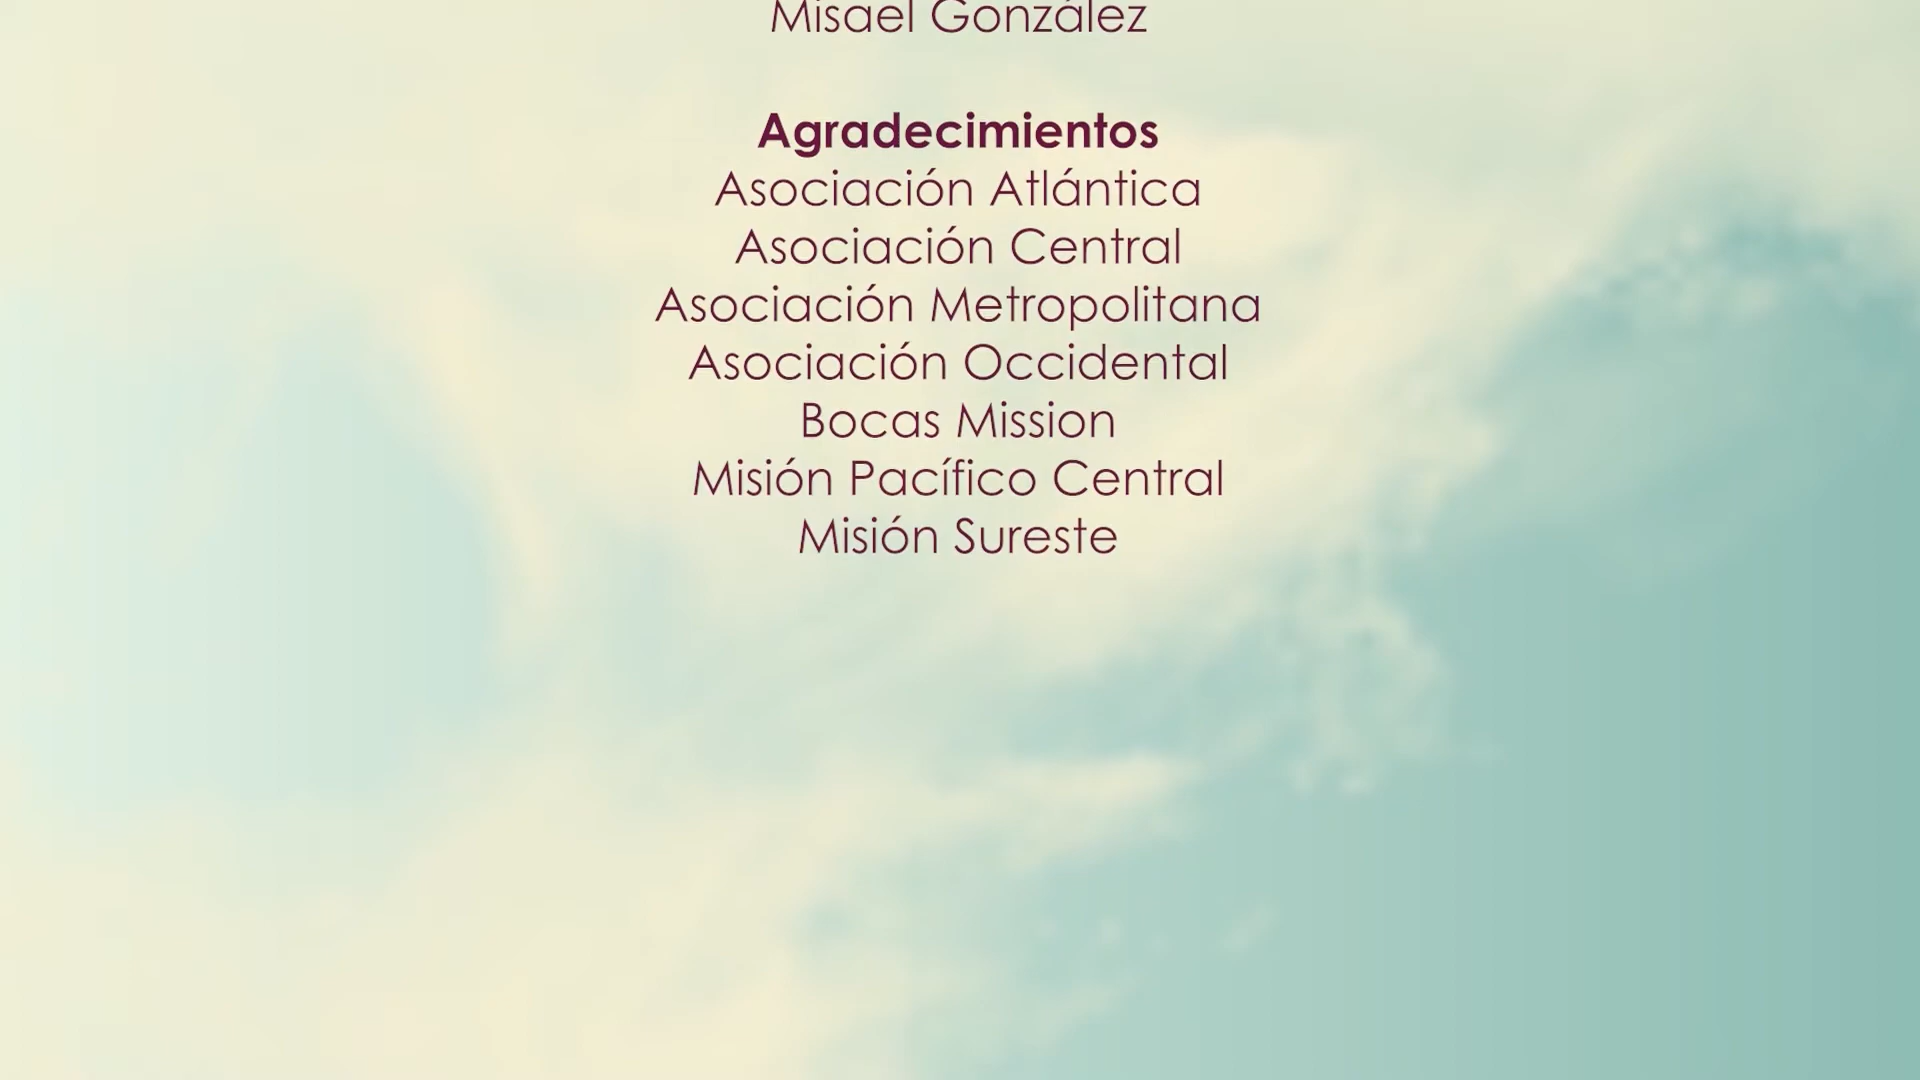 Misael González
Agradecimientos
Asociación Atlántica
Asociación Central
Asociación Metropolitana
Asociación Occidental
Bocas Mission
Misión Pacífico Central
Misión Sureste